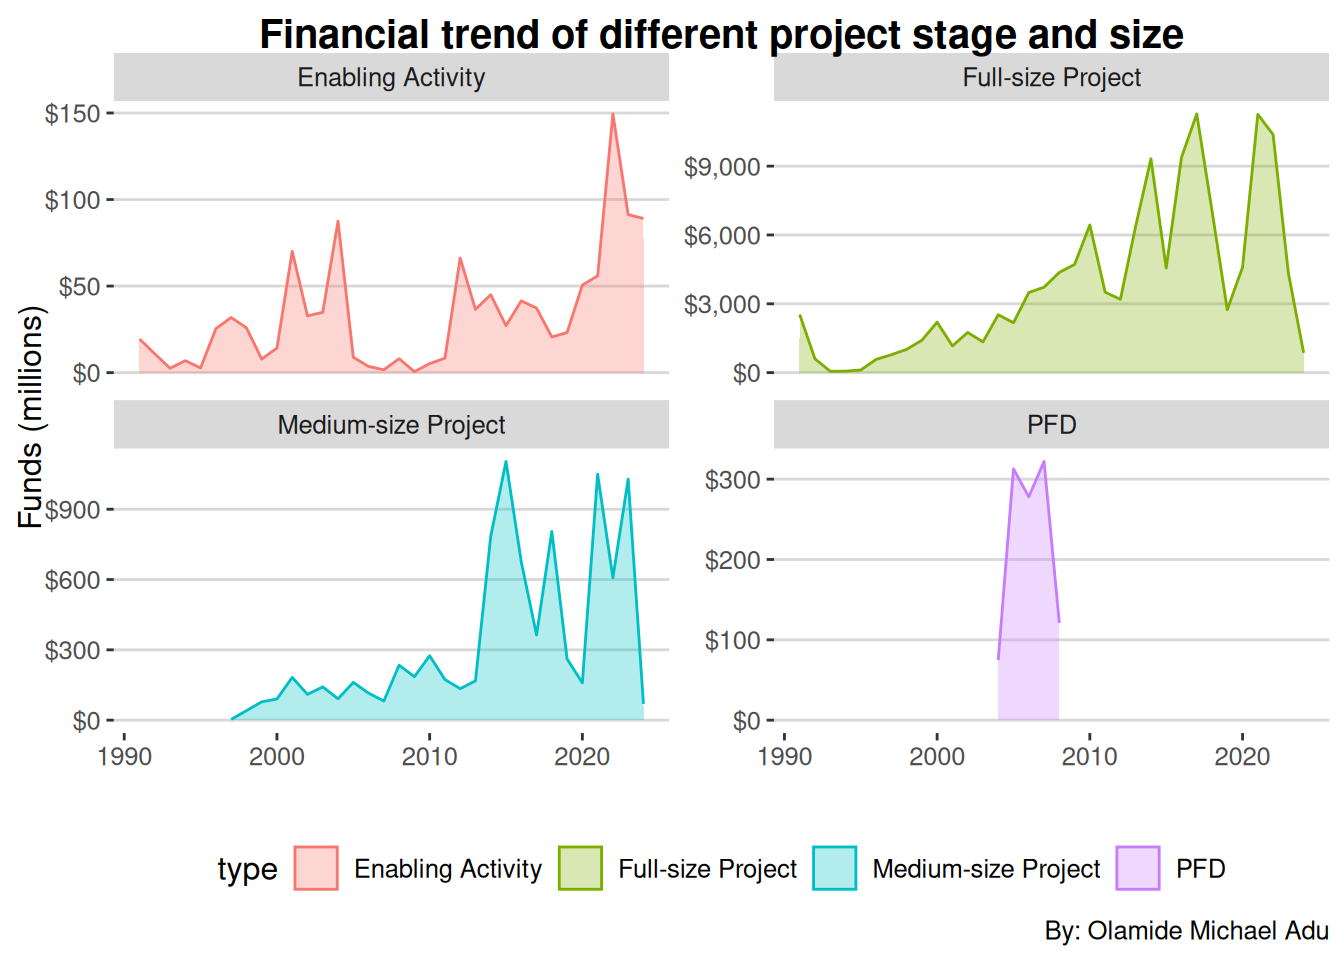 Financial trend of different project stage and size
Enabling Activity
Full-size Project
$150
$100
$50
$0
$9,000
$6,000
$3,000
$0
Funds (millions)
Medium-size Project
PFD
$900
$600
$300
$0
$300
$200
$100
$0
1990 2000 2010 2020
1990 2000 2010 2020
type Enabling Activity Full-size Project Medium-size Project PFD
By: Olamide Michael Adu